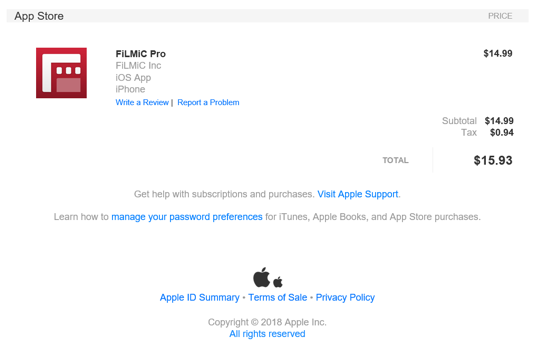 App Store PRICE
FiLMiC Pro $14.99
FiLMiC Inc
iOS App
iPhone
Write a Review | Report a Problem
Subtotal $14.99
Tax $0.94
TOTAL $15.93
Get help with subscriptions and purchases. Visit Apple Support.
Learn how to manage your password preferences for iTunes, Apple Books, and App Store purchases.
Apple ID Summary • Terms of Sale • Privacy Policy
Copyright © 2018 Apple Inc.
All rights reserved